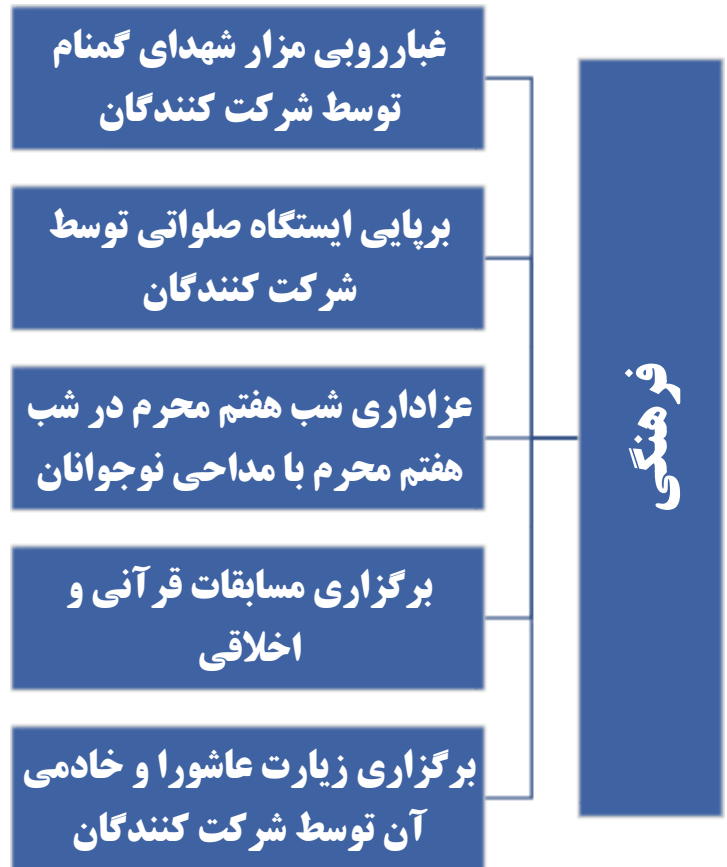 فرهنگی
غبارروبی مزار شهدای گمنام
توسط شرکت کنندگان
برپایی ایستگاه صلواتی توسط
شرکت کنندگان
عزاداری شب هفتم محرم در شب
هفتم محرم با مداحی نوجوانان
برگزاری مسابقات قرآنی و
اخلاقی
برگزاری زیارت عاشورا و خادمی
آن توسط شرکت کنندگان